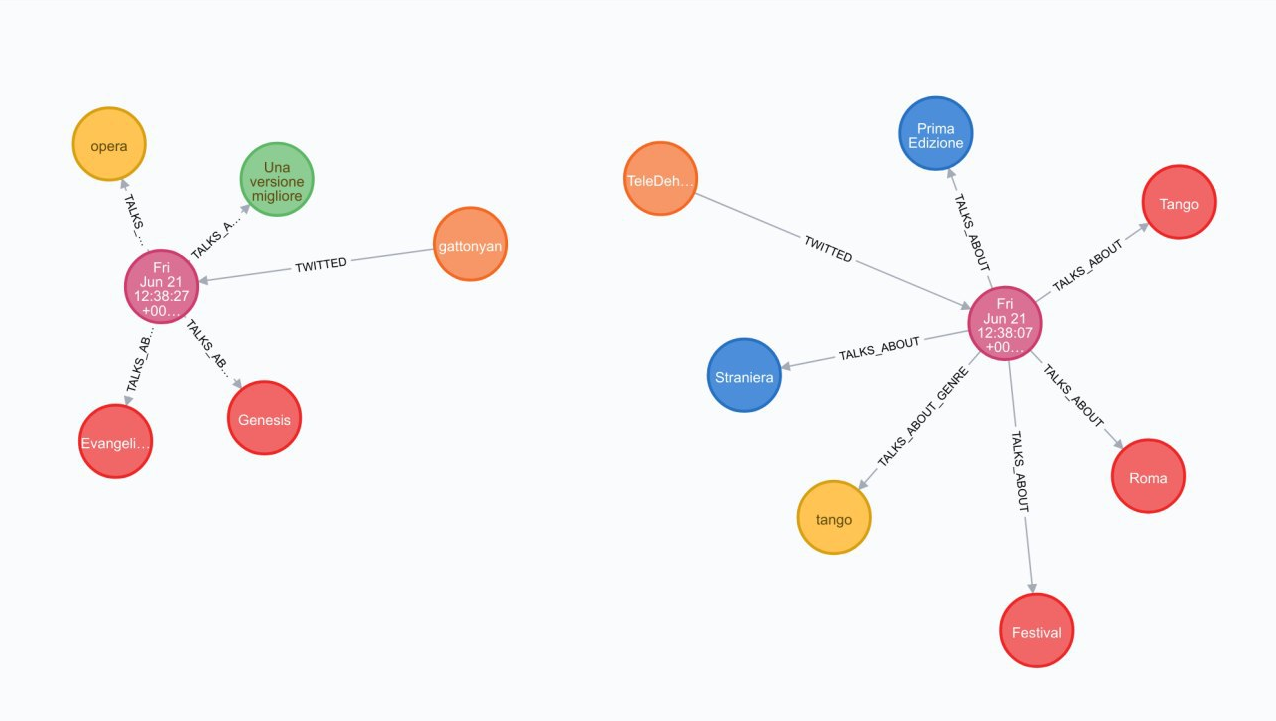 opera
Una
versione
migliore
TALKS_...
TALKS_A...
gattonyan
TWITTED
Fri
Jun 21
12:38:27
+00...
TALKS_AB...
TALKS_AB...
Evangeli...
Genesis
Prima
Edizione
TeleDeh...
Tango
TALKS_ABOUT
TWITTED
TALKS_ABOUT
Fri
Jun 21
12:38:07
+00...
TALKS_ABOUT
Straniera
TALKS_ABOUT_GENRE
TALKS_ABOUT
TALKS_ABOUT
Roma
tango
Festival